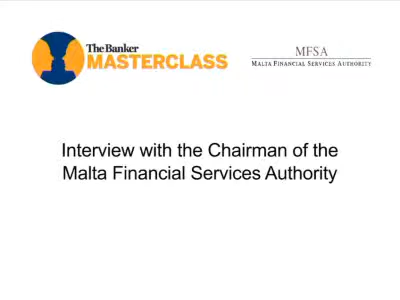 The Banker
MASTERCLASS
MFSA
MALTA FINANCIAL SERVICES AUTHORITY
Interview with the Chairman of the
Malta Financial Services Authority